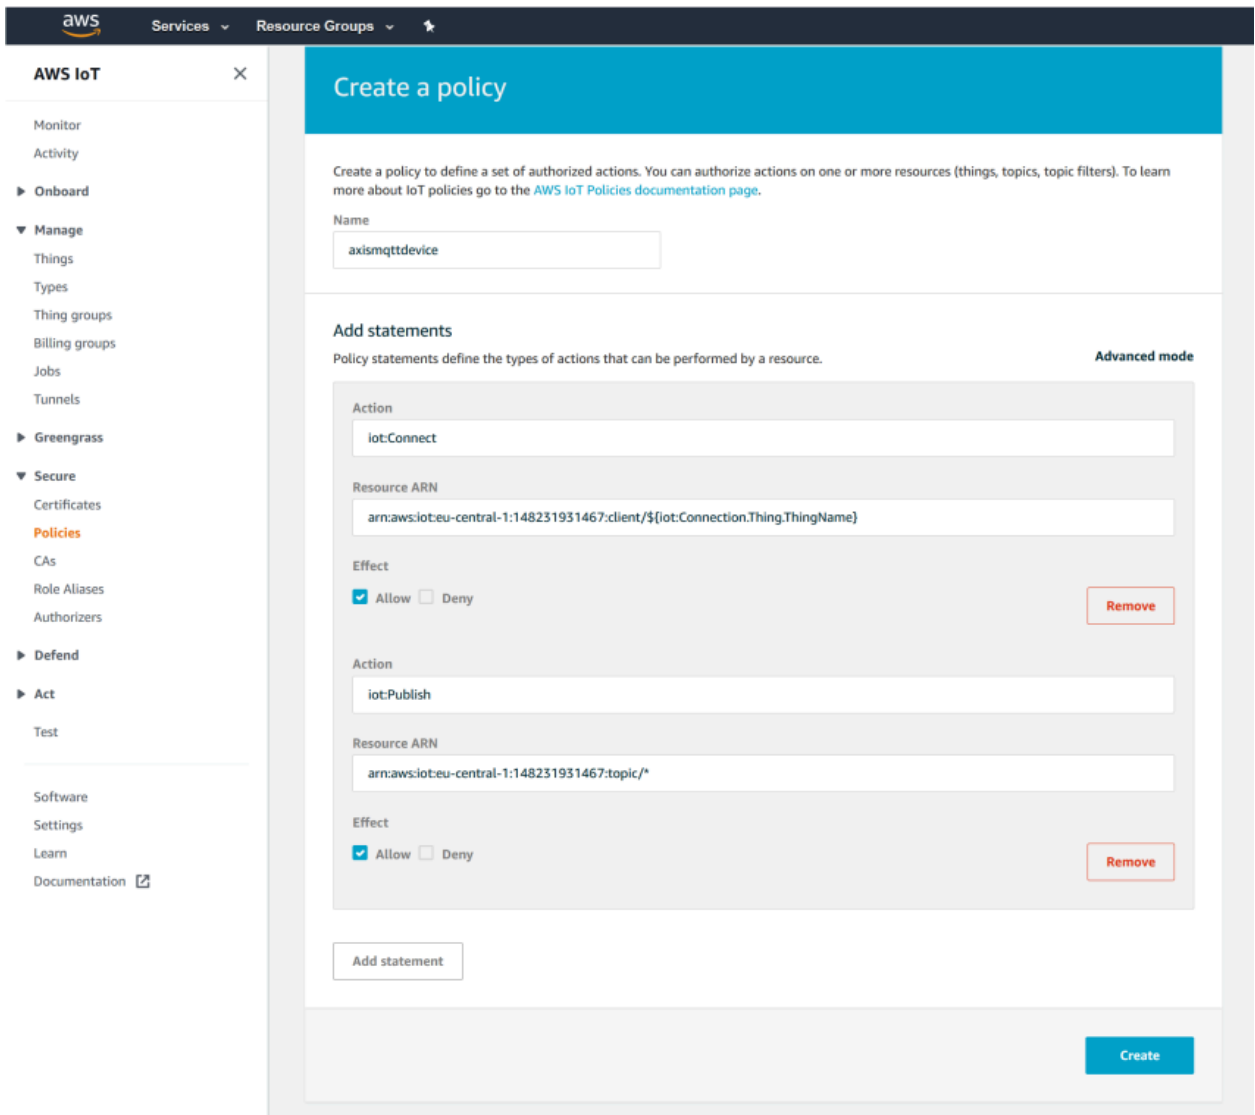 aws
Services
Resource Groups
AWS IoT
Monitor
Activity
Onboard
Manage
Things
Types
Thing groups
Billing groups
Jobs
Tunnels
Greengrass
Secure
Certificates
Policies
CAs
Role Aliases
Authorizers
Defend
Act
Test
Software
Settings
Learn
Documentation
Create a policy
Create a policy to define a set of authorized actions. You can authorize actions on one or more resources (things, topics, topic filters). To learn
more about IoT policies go to the AWS IoT Policies documentation page.
Name
axismqttdevice
Add statements
Policy statements define the types of actions that can be performed by a resource.
Advanced mode
Action
iot:Connect
Resource ARN
arn:aws:iot:eu-central-1:148231931467:client/${iot:Connection.Thing.ThingName}
Effect
Allow Deny
Remove
Action
iot:Publish
Resource ARN
arn:aws:iot:eu-central-1:148231931467:topic/*
Effect
Allow Deny
Remove
Add statement
Create